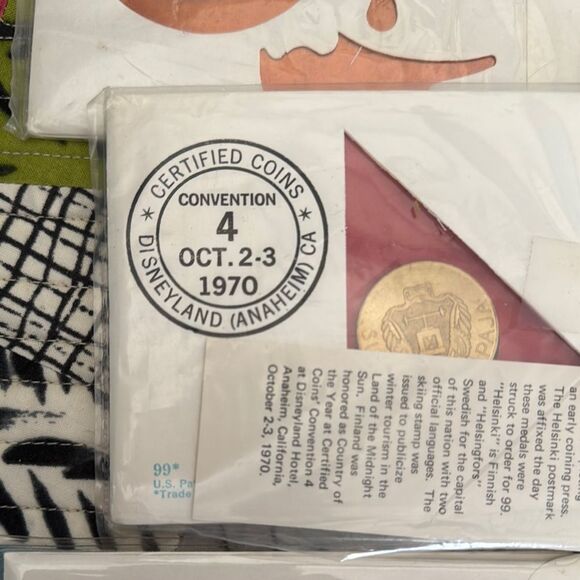 ★ CERTIFIED COINS ★
CONVENTION
4
OCT. 2-3
1970
DISNEYLAND (ANAHEIM) CA
an early coining press.
The Helsinki postmark
was affixed the day
these medals were
struck to order for 99.
"Helsinki" is Finnish
and "Helsingfors"
Swedish for the capital
of this nation with two
official languages. The
skiing stamp was
issued to publicize
winter tourism in the
Land of the Midnight
Sun. Finland was
honored as Country of
the Year at Certified
Coins' Convention 4
at Disneyland Hotel,
Anaheim, California,
October 2-3, 1970.
99*
U.S. Pa
*Trade